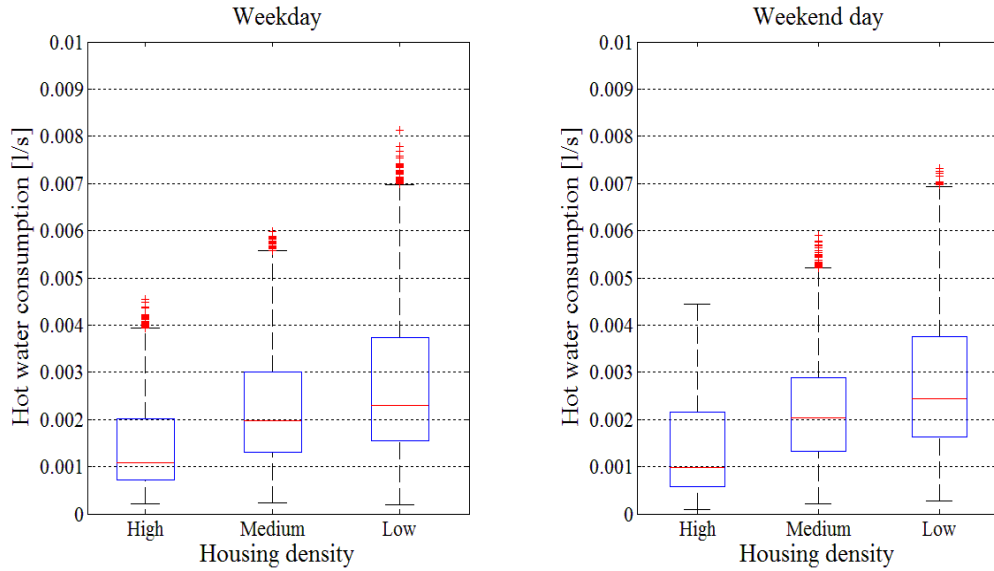 Weekday
0.01
0.009
0.008
0.007
0.006
0.005
0.004
0.003
0.002
0.001
0
Hot water consumption [l/s]
High Medium Low
Housing density
Weekend day
0.01
0.009
0.008
0.007
0.006
0.005
0.004
0.003
0.002
0.001
0
Hot water consumption [l/s]
High Medium Low
Housing density